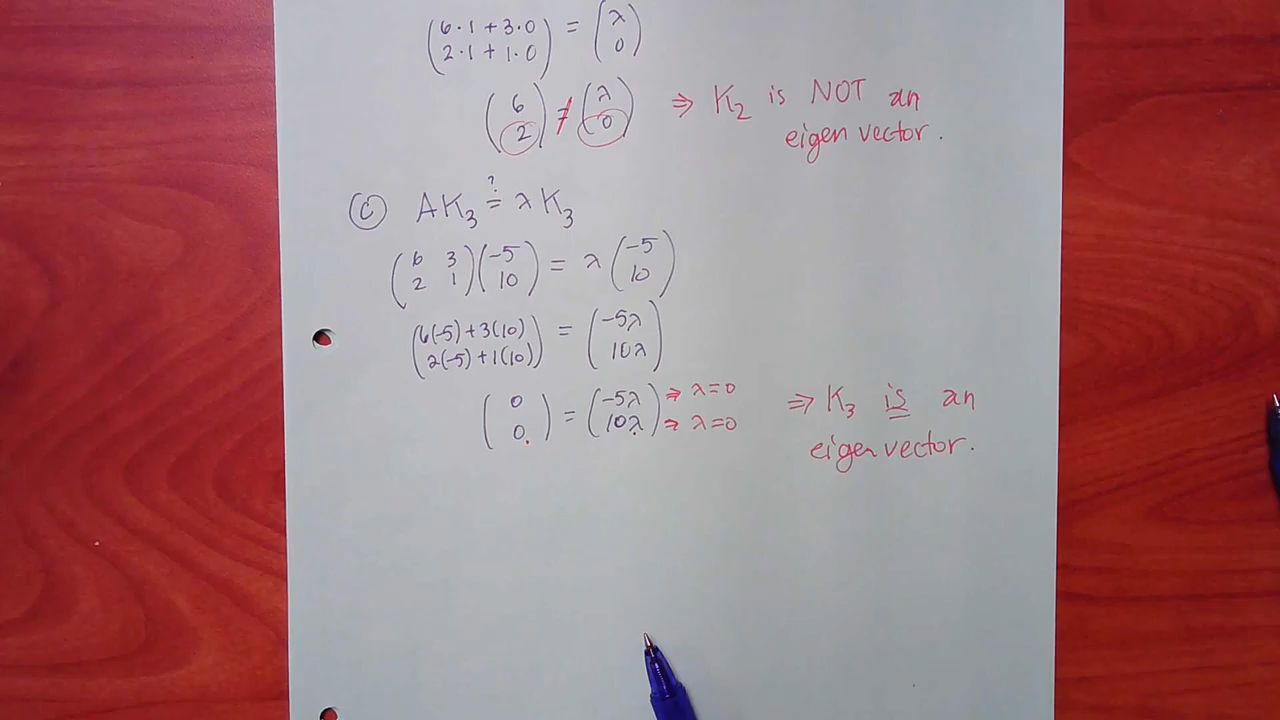 (6·1 + 3·0
2·1 + 1·0) = (λ
0)
(6
2) ≠ (λ
0) ⇒ K₂ is NOT an
eigen vector.
(C) AK₃ ≟ λ K₃
(6 3
2 1)(-5
10) = λ(-5
10)
(6(-5) + 3(10)
2(-5) + 1(10)) = (-5λ
10λ)
(0
0) = (-5λ
10λ) ⇒ λ=0
⇒ λ=0
⇒ K₃ is an
eigen vector.